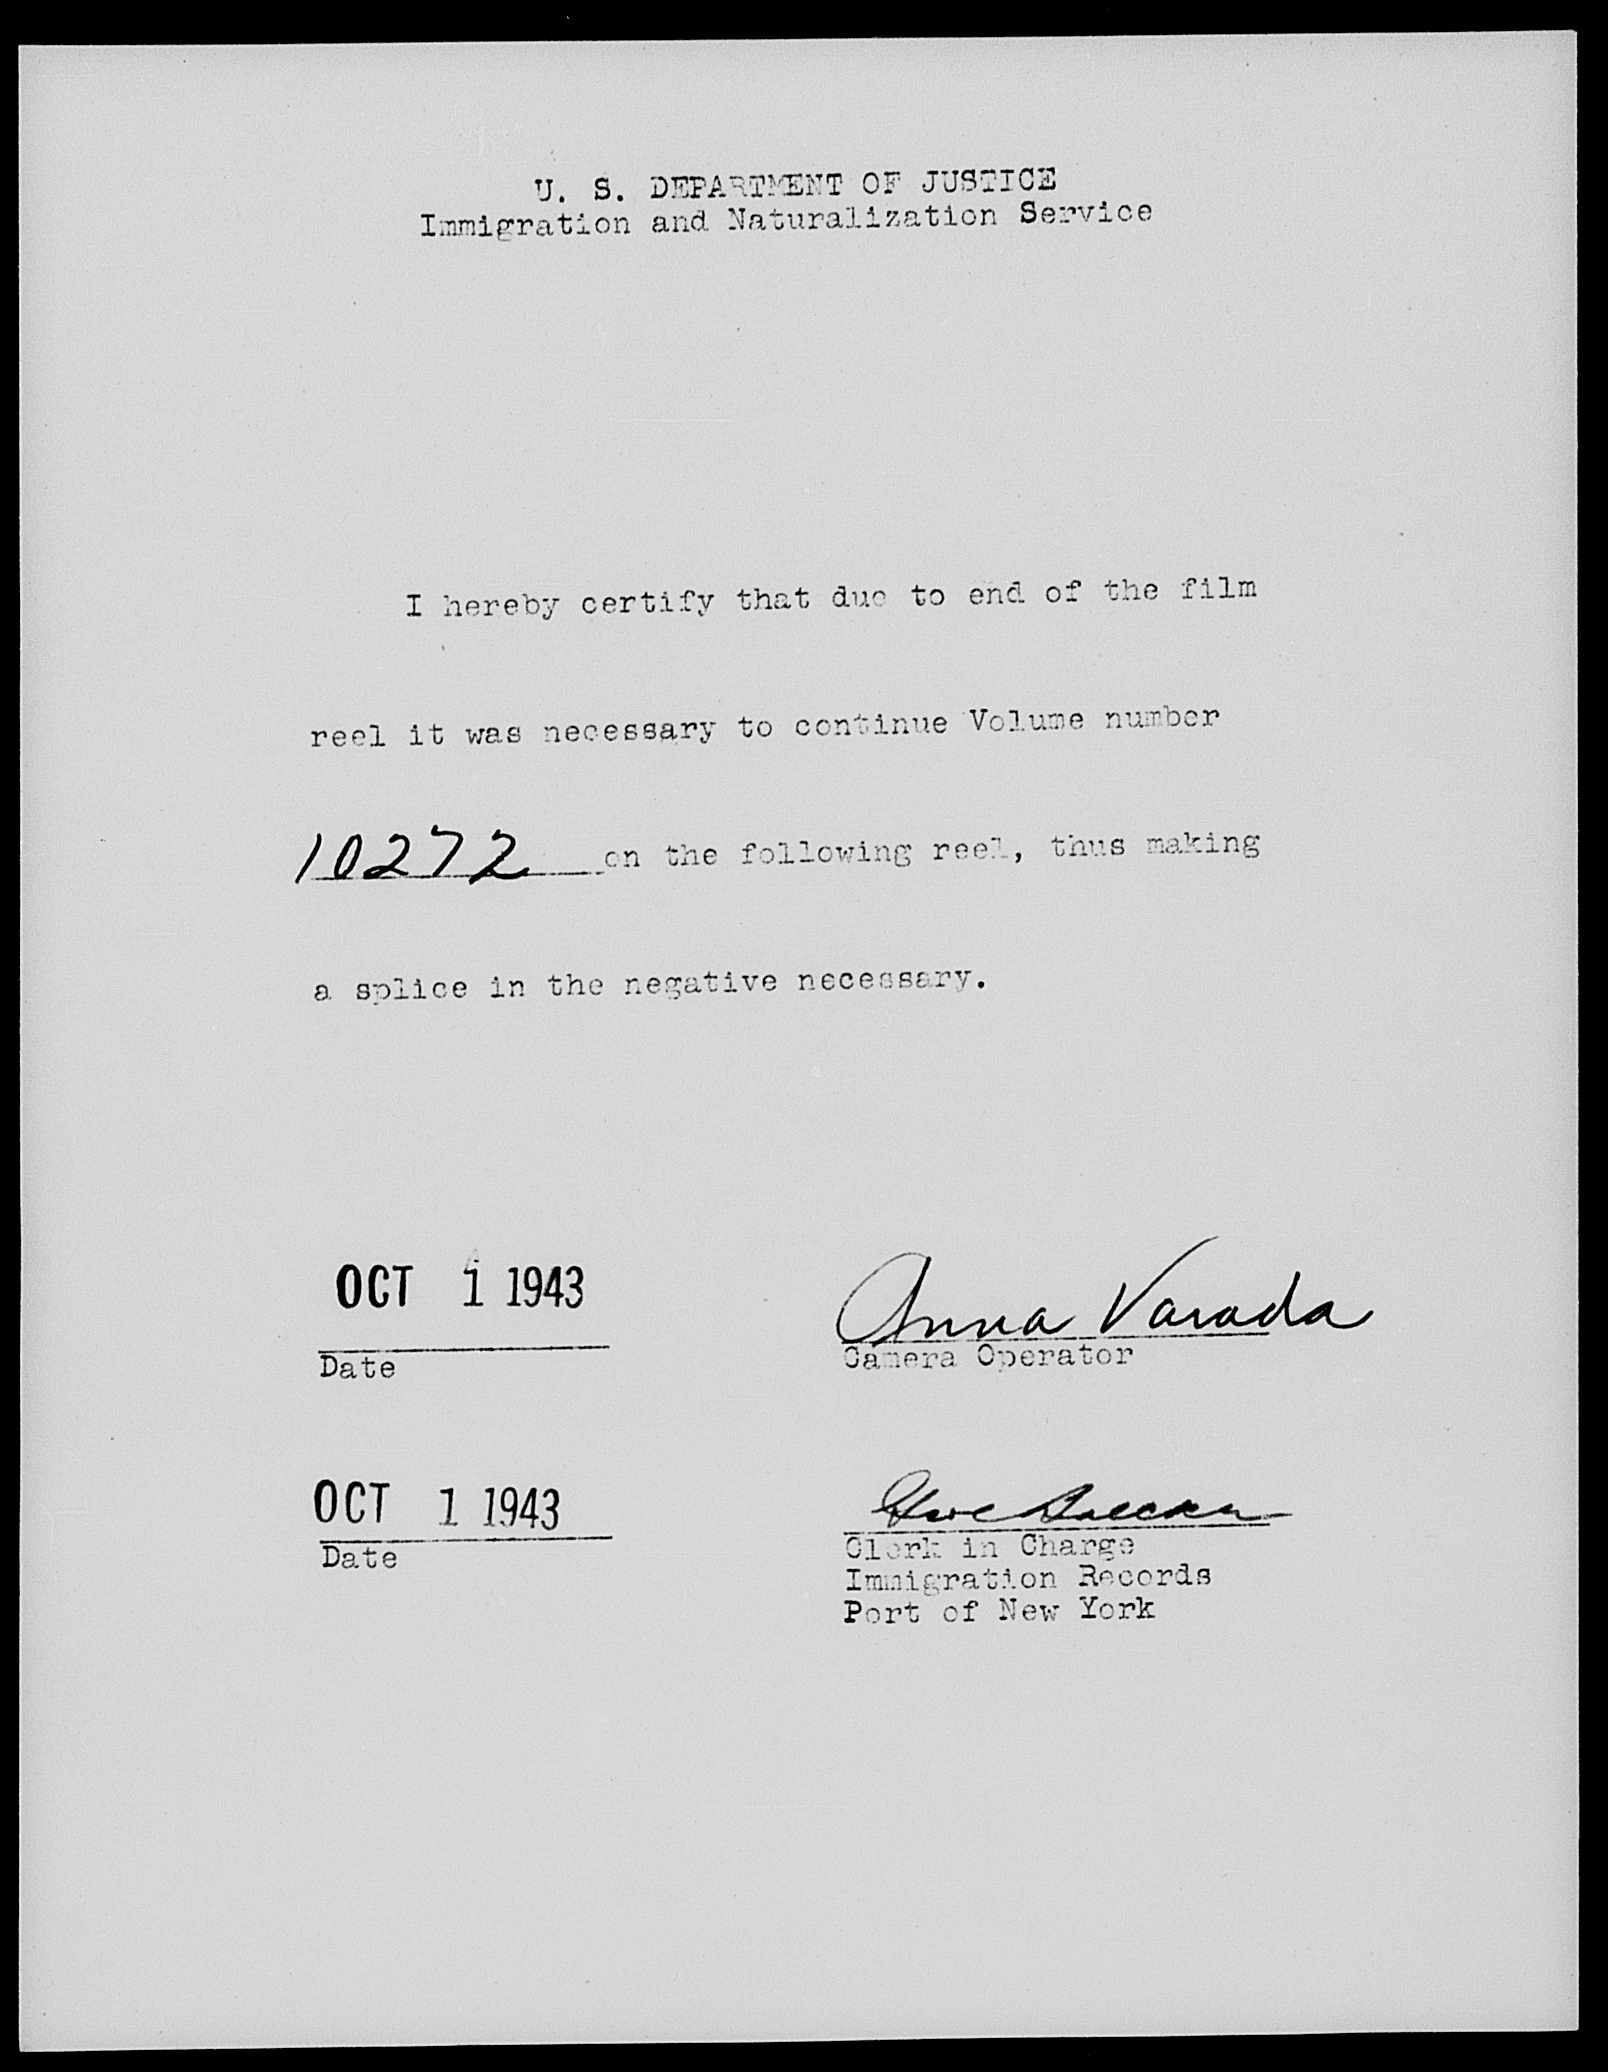 U. S. DEPARTMENT OF JUSTICE
Immigration and Naturalization Service
I hereby certify that due to end of the film
reel it was necessary to continue Volume number
10272 on the following reel, thus making
a splice in the negative necessary.
OCT 1 1943
Anna Varada
Date
Camera Operator
OCT 1 1943
Date
Clerk in Charge
Immigration Records
Port of New York